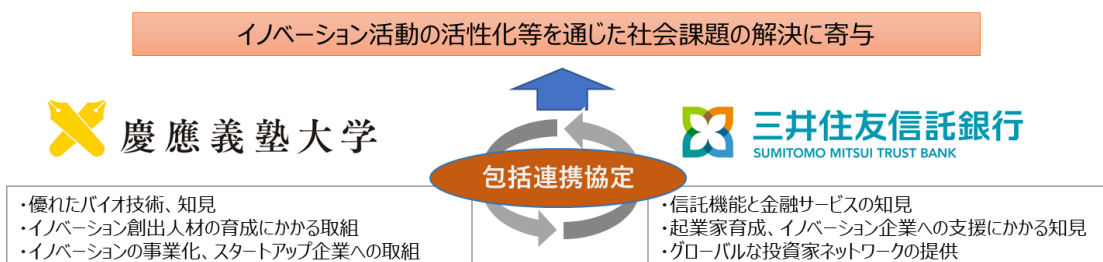 イノベーション活動の活性化等を通じた社会課題の解決に寄与
慶應義塾大学
三井住友信託銀行
SUMITOMO MITSUI TRUST BANK
包括連携協定
・優れたバイオ技術、知見
・イノベーション創出人材の育成にかかる取組
・イノベーションの事業化、スタートアップ企業への取組
・信託機能と金融サービスの知見
・起業家育成、イノベーション企業への支援にかかる知見
・グローバルな投資家ネットワークの提供